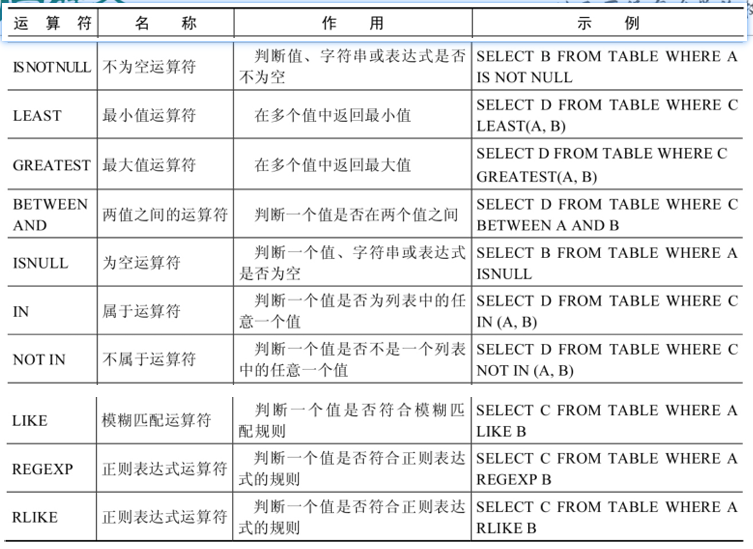 运 算 符 名 称 作 用 示 例
IS NOT NULL 不为空运算符 判断值、字符串或表达式是否 SELECT B FROM TABLE WHERE A
不为空 IS NOT NULL
LEAST 最小值运算符 在多个值中返回最小值 SELECT D FROM TABLE WHERE C
LEAST(A, B)
GREATEST 最大值运算符 在多个值中返回最大值 SELECT D FROM TABLE WHERE C
GREATEST(A, B)
BETWEEN 两值之间的运算符 判断一个值是否在两个值之间 SELECT D FROM TABLE WHERE C
AND BETWEEN A AND B
ISNULL 为空运算符 判断一个值、字符串或表达式 SELECT B FROM TABLE WHERE A
是否为空 ISNULL
IN 属于运算符 判断一个值是否为列表中的任 SELECT D FROM TABLE WHERE C
意一个值 IN (A, B)
NOT IN 不属于运算符 判断一个值是否不是一个列表 SELECT D FROM TABLE WHERE C
中的任意一个值 NOT IN (A, B)
LIKE 模糊匹配运算符 判断一个值是否符合模糊匹 SELECT C FROM TABLE WHERE A
配规则 LIKE B
REGEXP 正则表达式运算符 判断一个值是否符合正则表达 SELECT C FROM TABLE WHERE A
式的规则 REGEXP B
RLIKE 正则表达式运算符 判断一个值是否符合正则表达 SELECT C FROM TABLE WHERE A
式的规则 RLIKE B